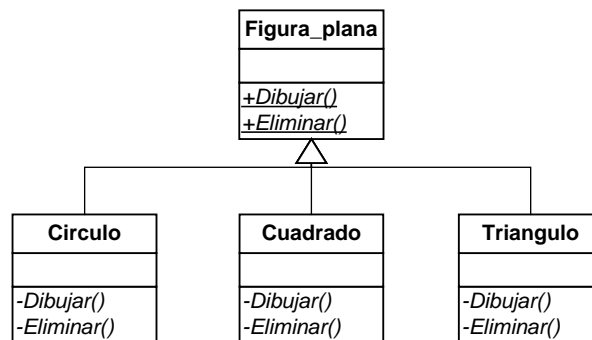 Figura_plana
+Dibujar()
+Eliminar()
Circulo
-Dibujar()
-Eliminar()
Cuadrado
-Dibujar()
-Eliminar()
Triangulo
-Dibujar()
-Eliminar()